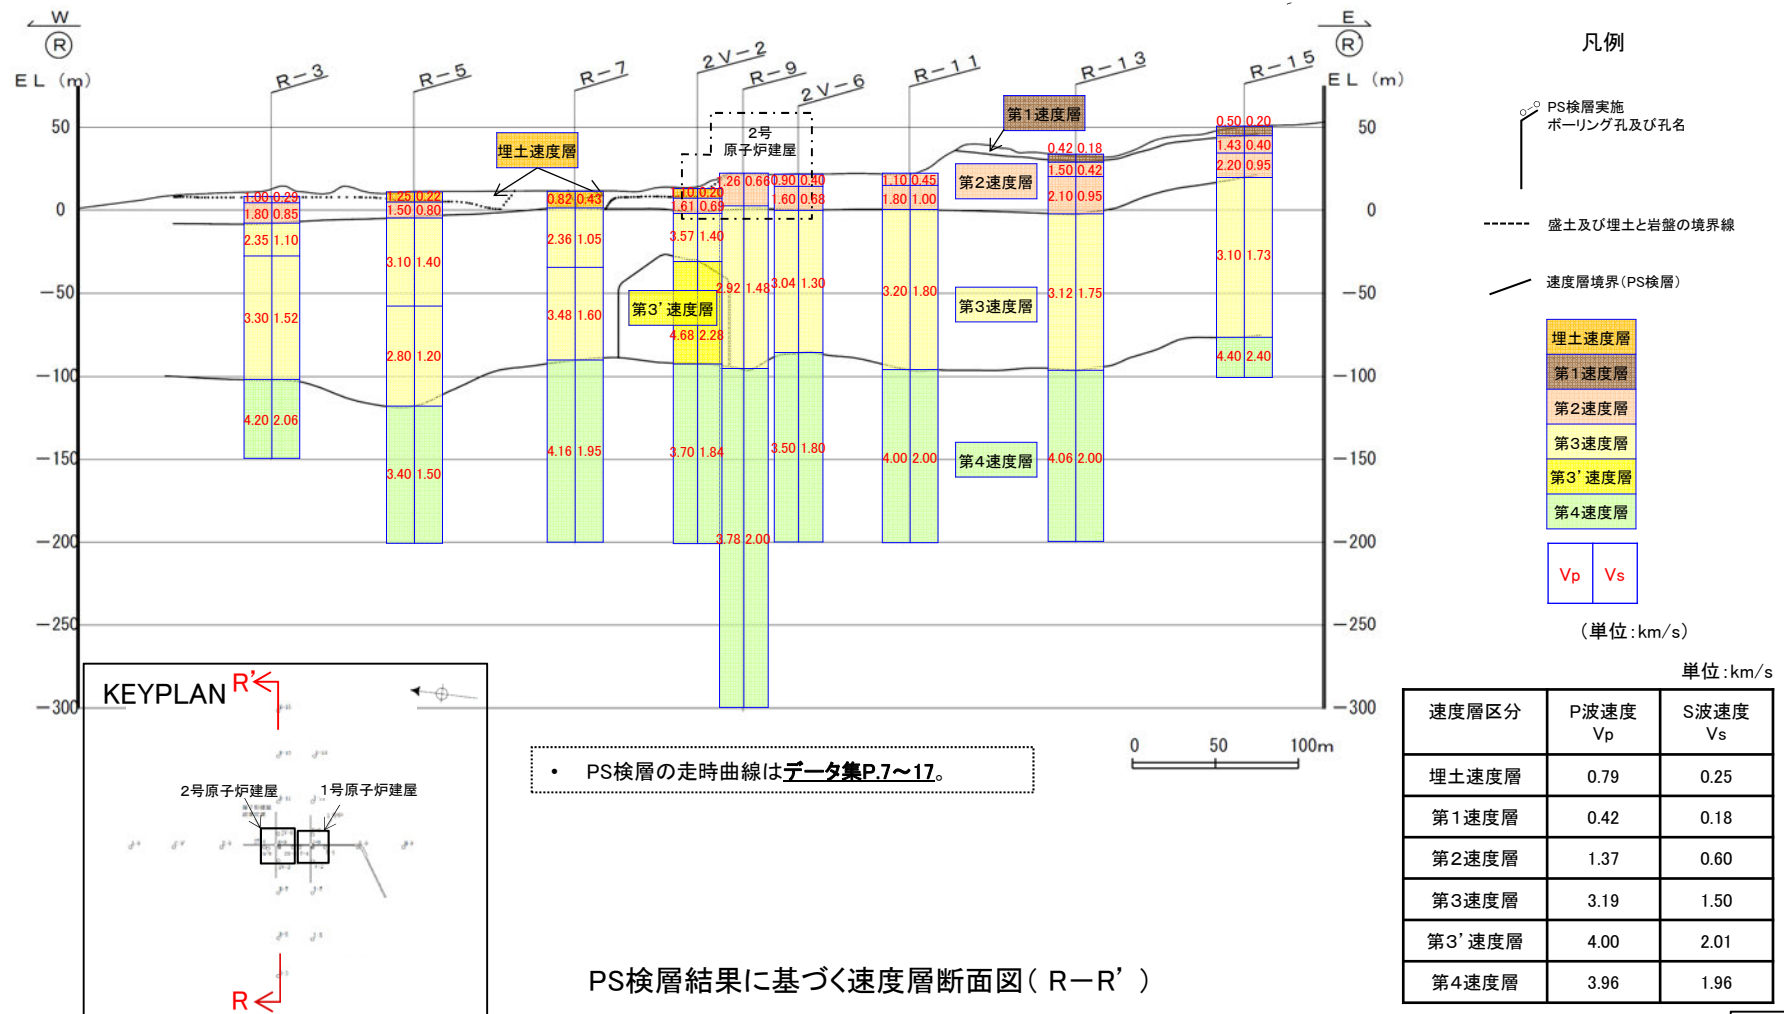 W
E
R
R'
EL (m)
EL (m)
R−3
R−5
R−7
2V−2
R−9
2V−6
R−11
R−13
R−15
50
0
−50
−100
−150
−200
−250
−300
50
0
−50
−100
−150
−200
−250
−300
埋土速度層
2号
原子炉建屋
第1速度層
第2速度層
第3速度層
第3’速度層
第4速度層
1.00 0.29
1.80 0.85
2.35 1.10
3.30 1.52
4.20 2.06
1.25 0.22
1.50 0.80
3.10 1.40
2.80 1.20
3.40 1.50
0.82 0.43
2.36 1.05
3.48 1.60
4.16 1.95
0.20
1.61 0.69
3.57 1.40
4.68 2.28
3.70 1.84
0.66
2.92 1.48
3.78 2.00
0.90 0.40
1.60 0.68
3.04 1.30
3.50 1.80
1.10 0.45
1.80 1.00
3.20 1.80
4.00 2.00
0.42 0.18
1.50 0.42
2.10 0.95
3.12 1.75
4.06 2.00
0.50 0.20
1.43 0.40
2.20 0.95
3.10 1.73
4.40 2.40
凡例
PS検層実施
ボーリング孔及び孔名
盛土及び埋土と岩盤の境界線
速度層境界(PS検層)
埋土速度層
第1速度層
第2速度層
第3速度層
第3’速度層
第4速度層
Vp Vs
(単位:km/s)
KEYPLAN
R’
2号原子炉建屋
1号原子炉建屋
R
・ PS検層の走時曲線はデータ集P.7~17。
0 50 100m
PS検層結果に基づく速度層断面図( R−R’ )
単位:km/s
速度層区分 P波速度 Vp S波速度 Vs
埋土速度層 0.79 0.25
第1速度層 0.42 0.18
第2速度層 1.37 0.60
第3速度層 3.19 1.50
第3’速度層 4.00 2.01
第4速度層 3.96 1.96